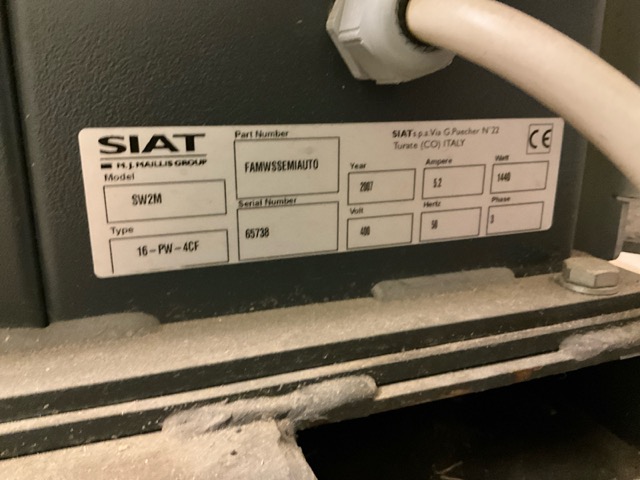 SIAT
M.J. MAILLIS GROUP
Model
SW2M
Type
16-PW-4CF
Part Number
FAMWSSEMIAUTO
Serial Number
65738
SIAT s.p.a. Via G.Puecher N°22
Turate (CO) ITALY
CE
Year
2007
Ampere
5.2
Watt
1440
Volt
400
Hertz
50
Phase
3